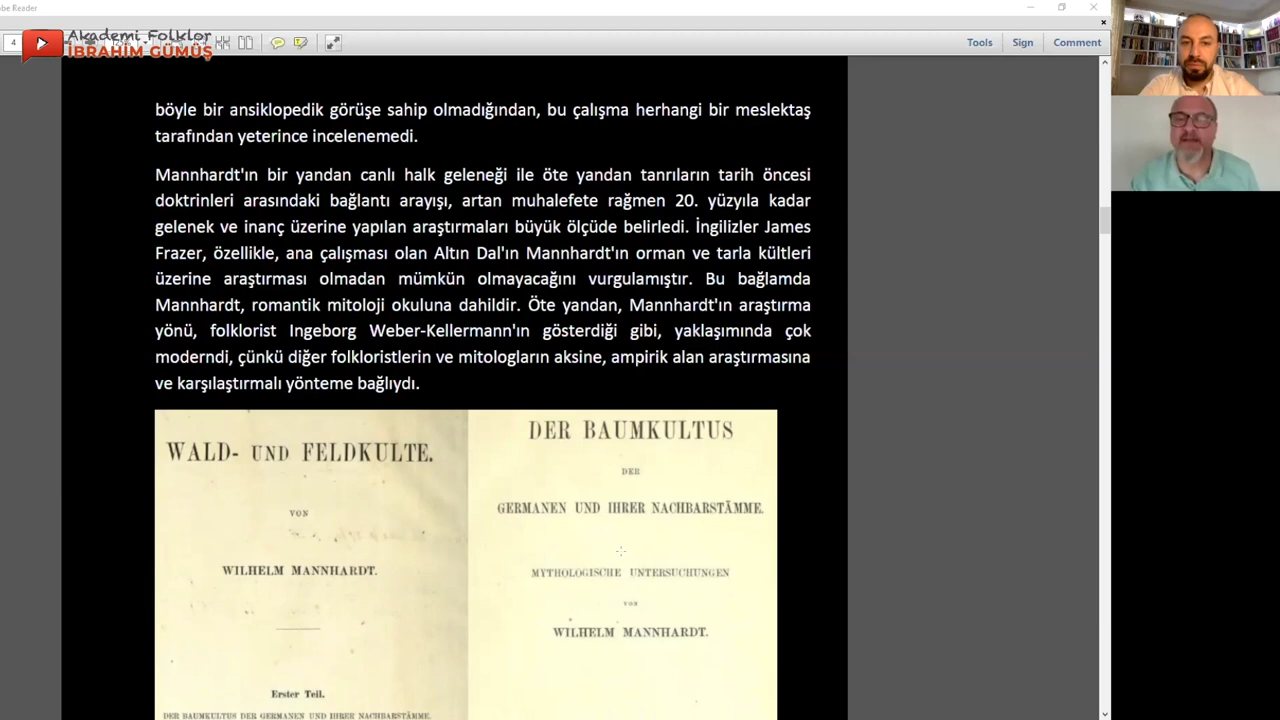 be Reader
Akademi Folklor
İBRAHİM GÜMÜŞ
4
Tools
Sign
Comment
böyle bir ansiklopedik görüşe sahip olmadığından, bu çalışma herhangi bir meslektaş
tarafından yeterince incelenemedi.
Mannhardt'ın bir yandan canlı halk geleneği ile öte yandan tanrıların tarih öncesi
doktrinleri arasındaki bağlantı arayışı, artan muhalefete rağmen 20. yüzyıla kadar
gelenek ve inanç üzerine yapılan araştırmaları büyük ölçüde belirledi. İngilizler James
Frazer, özellikle, ana çalışması olan Altın Dal'ın Mannhardt'ın orman ve tarla kültleri
üzerine araştırması olmadan mümkün olmayacağını vurgulamıştır. Bu bağlamda
Mannhardt, romantik mitoloji okuluna dahildir. Öte yandan, Mannhardt'ın araştırma
yönü, folklorist Ingeborg Weber-Kellermann'ın gösterdiği gibi, yaklaşımında çok
moderndi, çünkü diğer folkloristlerin ve mitologların aksine, ampirik alan araştırmasına
ve karşılaştırmalı yönteme bağlıydı.
WALD- UND FELDKULTE.
VON
WILHELM MANNHARDT.
Erster Teil.
DER BAUMKULTUS DER GERMANEN UND IHRER NACHBARSTÄMME.
DER BAUMKULTUS
DER
GERMANEN UND IHRER NACHBARSTÄMME.
MYTHOLOGISCHE UNTERSUCHUNGEN
VON
WILHELM MANNHARDT.